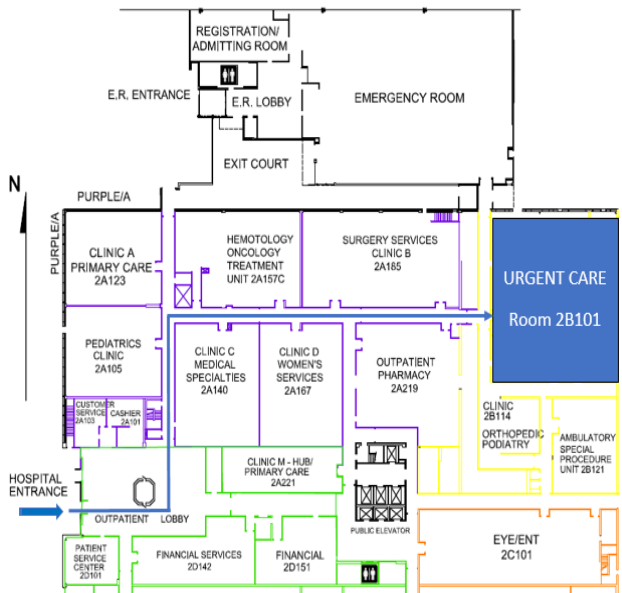 REGISTRATION/
ADMITTING ROOM
E.R. ENTRANCE
E.R. LOBBY
EMERGENCY ROOM
EXIT COURT
N
PURPLE/A
PURPLE/A
CLINIC A
PRIMARY CARE
2A123
HEMOTOLOGY
ONCOLOGY
TREATMENT
UNIT 2A157C
SURGERY SERVICES
CLINIC B
2A185
URGENT CARE
Room 2B101
PEDIATRICS
CLINIC
2A105
CLINIC C
MEDICAL
SPECIALTIES
2A140
CLINIC D
WOMEN'S
SERVICES
2A167
OUTPATIENT
PHARMACY
2A219
CUSTOMER
SERVICE
2A103
CASHIER
2A101
CLINIC
2B114
ORTHOPEDIC
PODIATRY
AMBULATORY
SPECIAL
PROCEDURE
UNIT 2B121
CLINIC M - HUB/
PRIMARY CARE
2A221
HOSPITAL
ENTRANCE
OUTPATIENT LOBBY
PUBLIC ELEVATOR
PATIENT
SERVICE
CENTER
2D101
FINANCIAL SERVICES
2D142
FINANCIAL
2D151
EYE/ENT
2C101